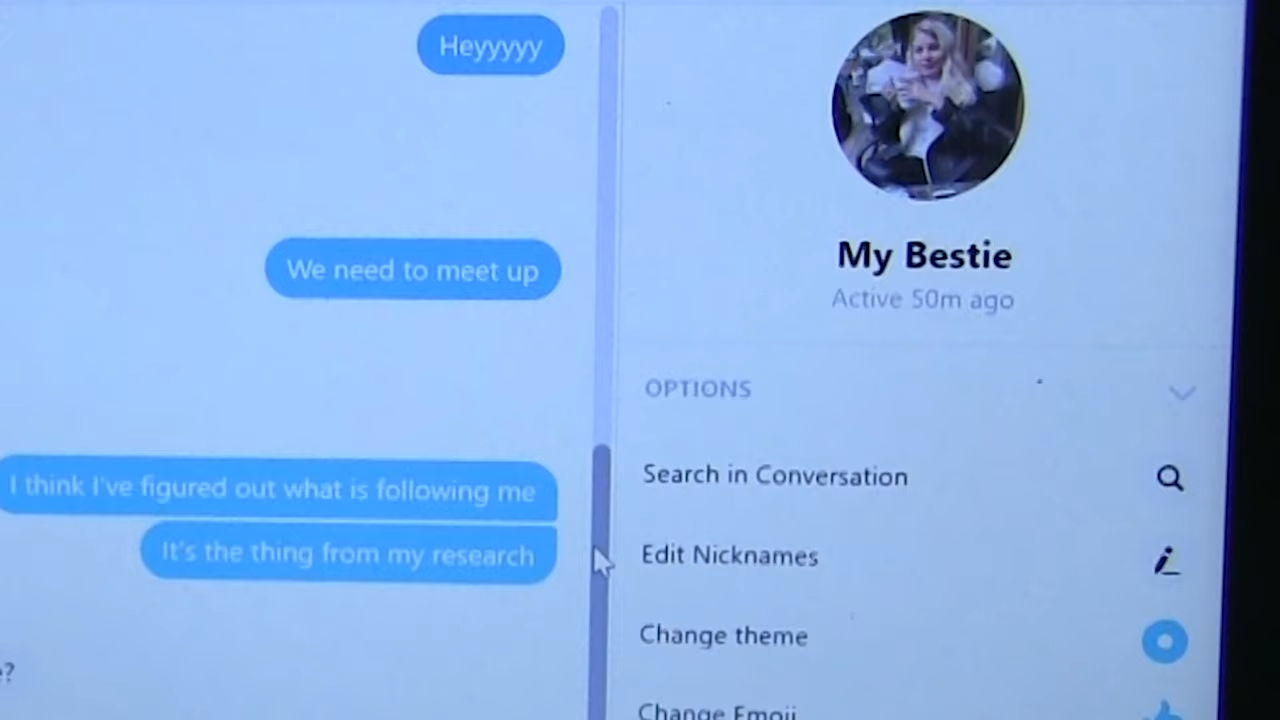 Heyyyyy
We need to meet up
I think I've figured out what is following me
It's the thing from my research
?
My Bestie
Active 50m ago
OPTIONS
Search in Conversation
Edit Nicknames
Change theme
Change Emoji